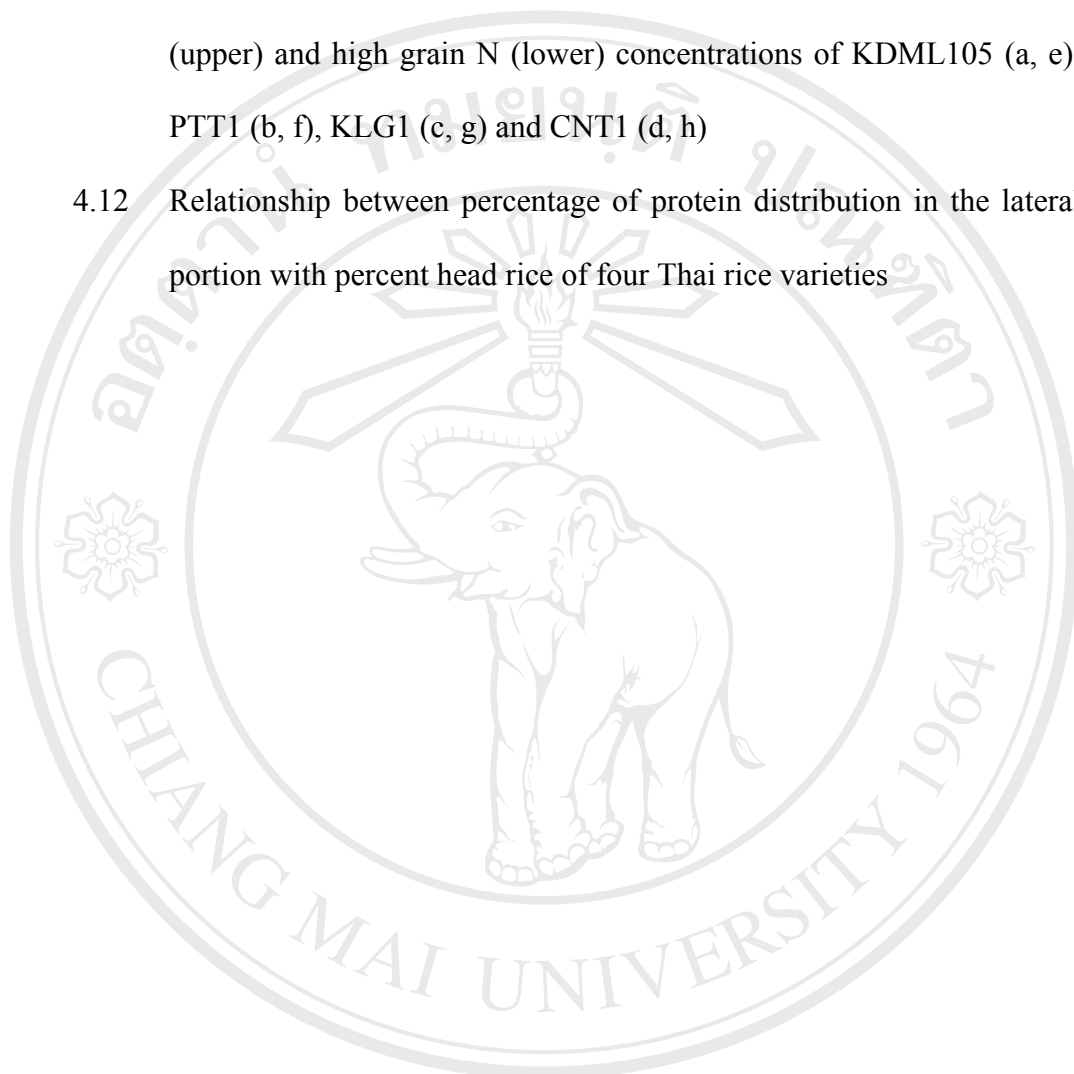 (upper) and high grain N (lower) concentrations of KDML105 (a, e)
PTT1 (b, f), KLG1 (c, g) and CNT1 (d, h)
4.12 Relationship between percentage of protein distribution in the latera
portion with percent head rice of four Thai rice varieties
CHIANG MAI UNIVERSITY 1964